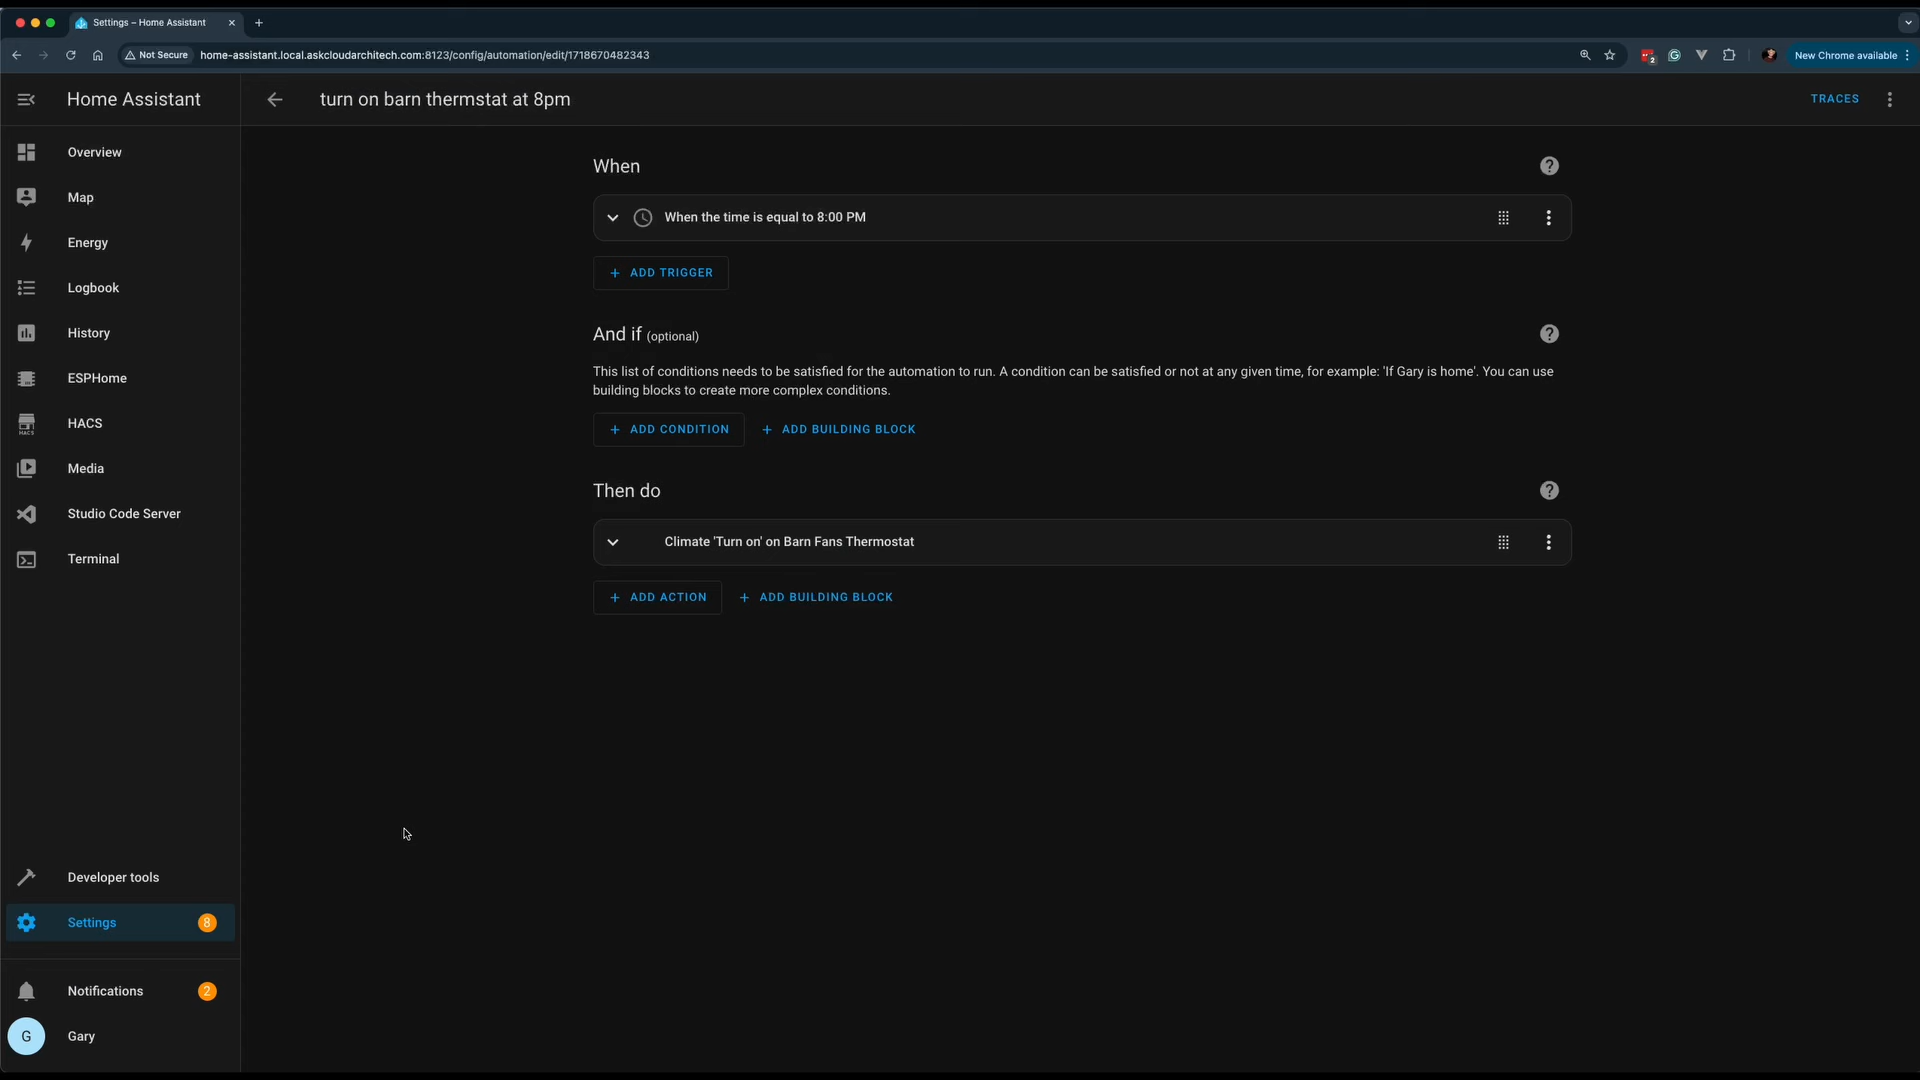 Settings – Home Assistant
Not Secure
home-assistant.local.askcloudarchitech.com:8123/config/automation/edit/1718670482343
2
New Chrome available
Home Assistant
turn on barn thermstat at 8pm
TRACES
Overview
Map
Energy
Logbook
History
ESPHome
HACS
HACS
Media
Studio Code Server
Terminal
Developer tools
Settings
8
Notifications
2
G
Gary
When
When the time is equal to 8:00 PM
ADD TRIGGER
And if (optional)
This list of conditions needs to be satisfied for the automation to run. A condition can be satisfied or not at any given time, for example: 'If Gary is home'. You can use
building blocks to create more complex conditions.
ADD CONDITION
ADD BUILDING BLOCK
Then do
Climate 'Turn on' on Barn Fans Thermostat
ADD ACTION
ADD BUILDING BLOCK